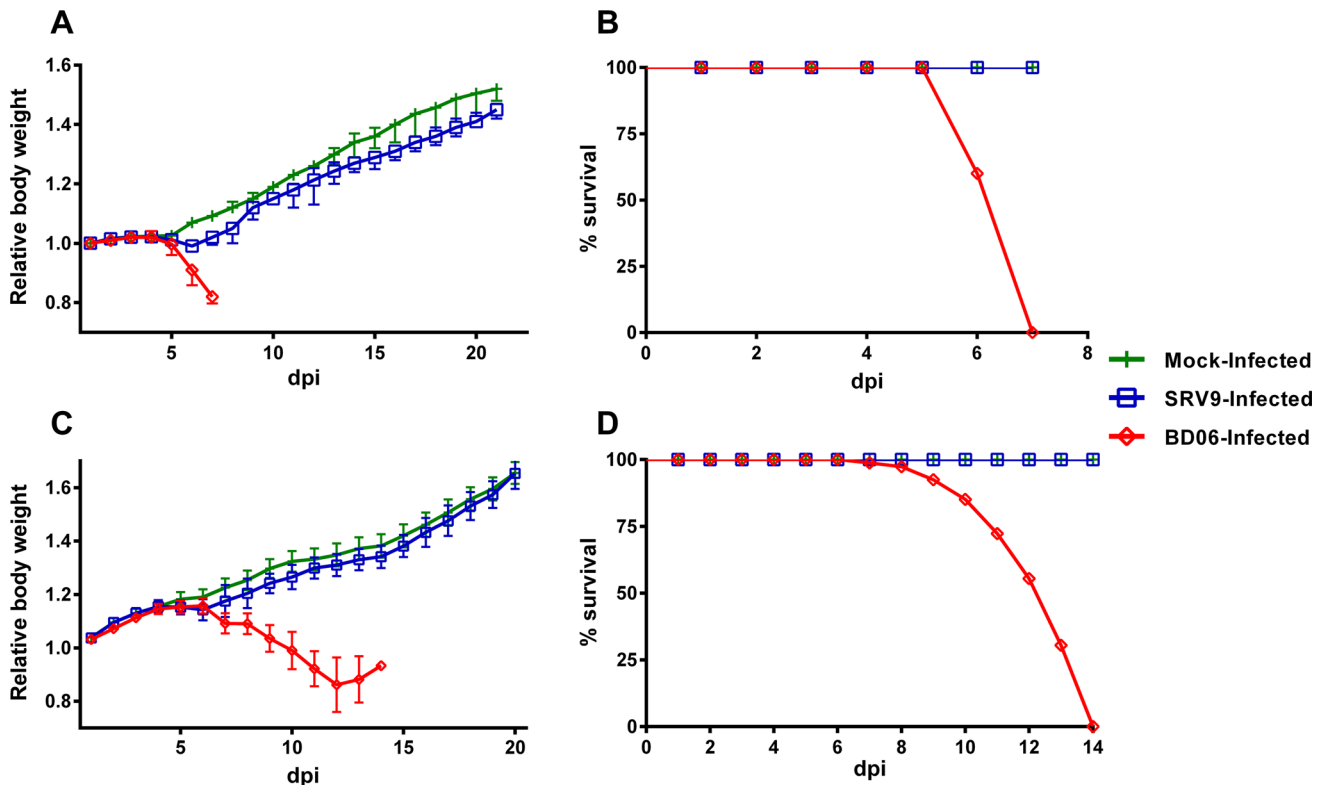 A
Relative body weight
1.6
1.4
1.2
1.0
0.8
5
10
15
20
dpi
B
% survival
100
75
50
25
0
0
2
4
6
8
dpi
Mock-Infected
SRV9-Infected
BD06-Infected
C
Relative body weight
1.6
1.4
1.2
1.0
0.8
5
10
15
20
dpi
D
% survival
100
75
50
25
0
0
2
4
6
8
10
12
14
dpi